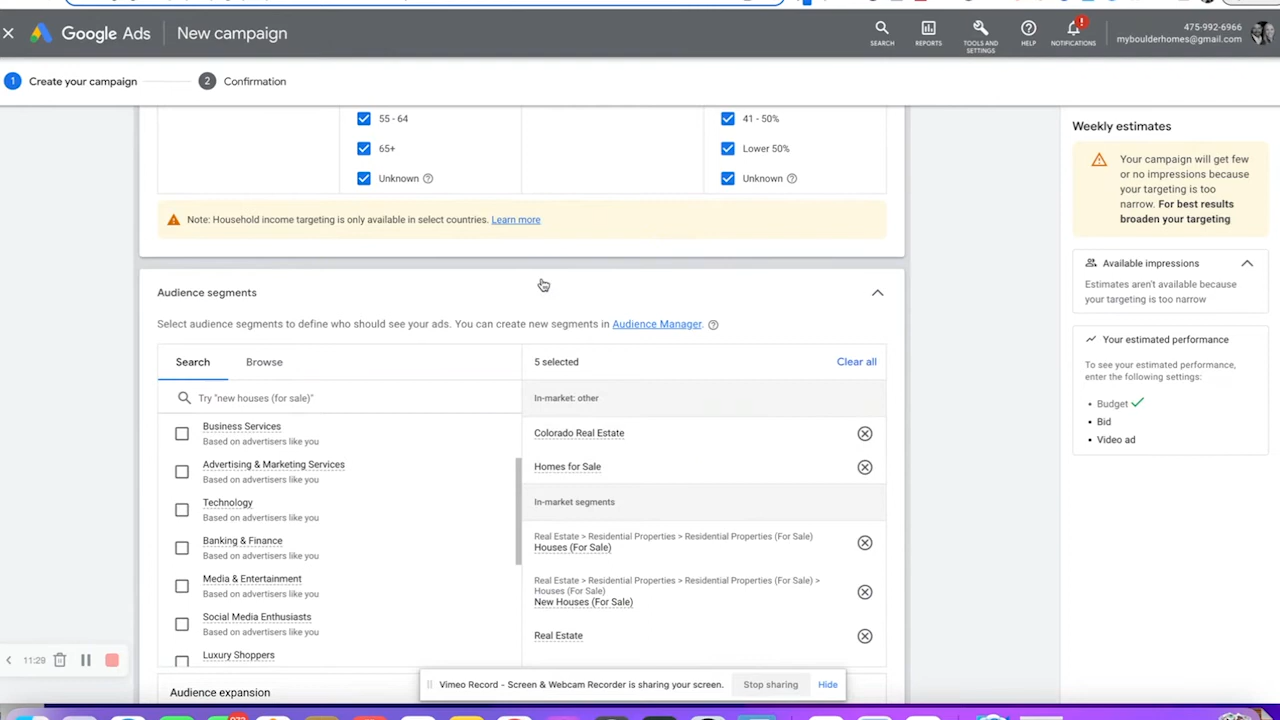 Google Ads
New campaign
SEARCH
REPORTS
TOOLS AND
SETTINGS
HELP
NOTIFICATIONS
!
475-992-6966
myboulderhomes@gmail.com
1
Create your campaign
2
Confirmation
55 - 64
65+
Unknown
41 - 50%
Lower 50%
Unknown
Note: Household income targeting is only available in select countries. Learn more
Audience segments
Select audience segments to define who should see your ads. You can create new segments in Audience Manager.
Search
Browse
Try "new houses (for sale)"
Business Services
Based on advertisers like you
Advertising & Marketing Services
Based on advertisers like you
Technology
Based on advertisers like you
Banking & Finance
Based on advertisers like you
Media & Entertainment
Based on advertisers like you
Social Media Enthusiasts
Based on advertisers like you
Luxury Shoppers
5 selected
Clear all
In-market: other
Colorado Real Estate
Homes for Sale
In-market segments
Real Estate > Residential Properties > Residential Properties (For Sale)
Houses (For Sale)
Real Estate > Residential Properties > Residential Properties (For Sale) >
Houses (For Sale)
New Houses (For Sale)
Real Estate
Audience expansion
Weekly estimates
Your campaign will get few
or no impressions because
your targeting is too
narrow. For best results
broaden your targeting
Available impressions
Estimates aren't available because
your targeting is too narrow
Your estimated performance
To see your estimated performance,
enter the following settings:
• Budget
• Bid
• Video ad
11:29
Vimeo Record - Screen & Webcam Recorder is sharing your screen.
Stop sharing
Hide